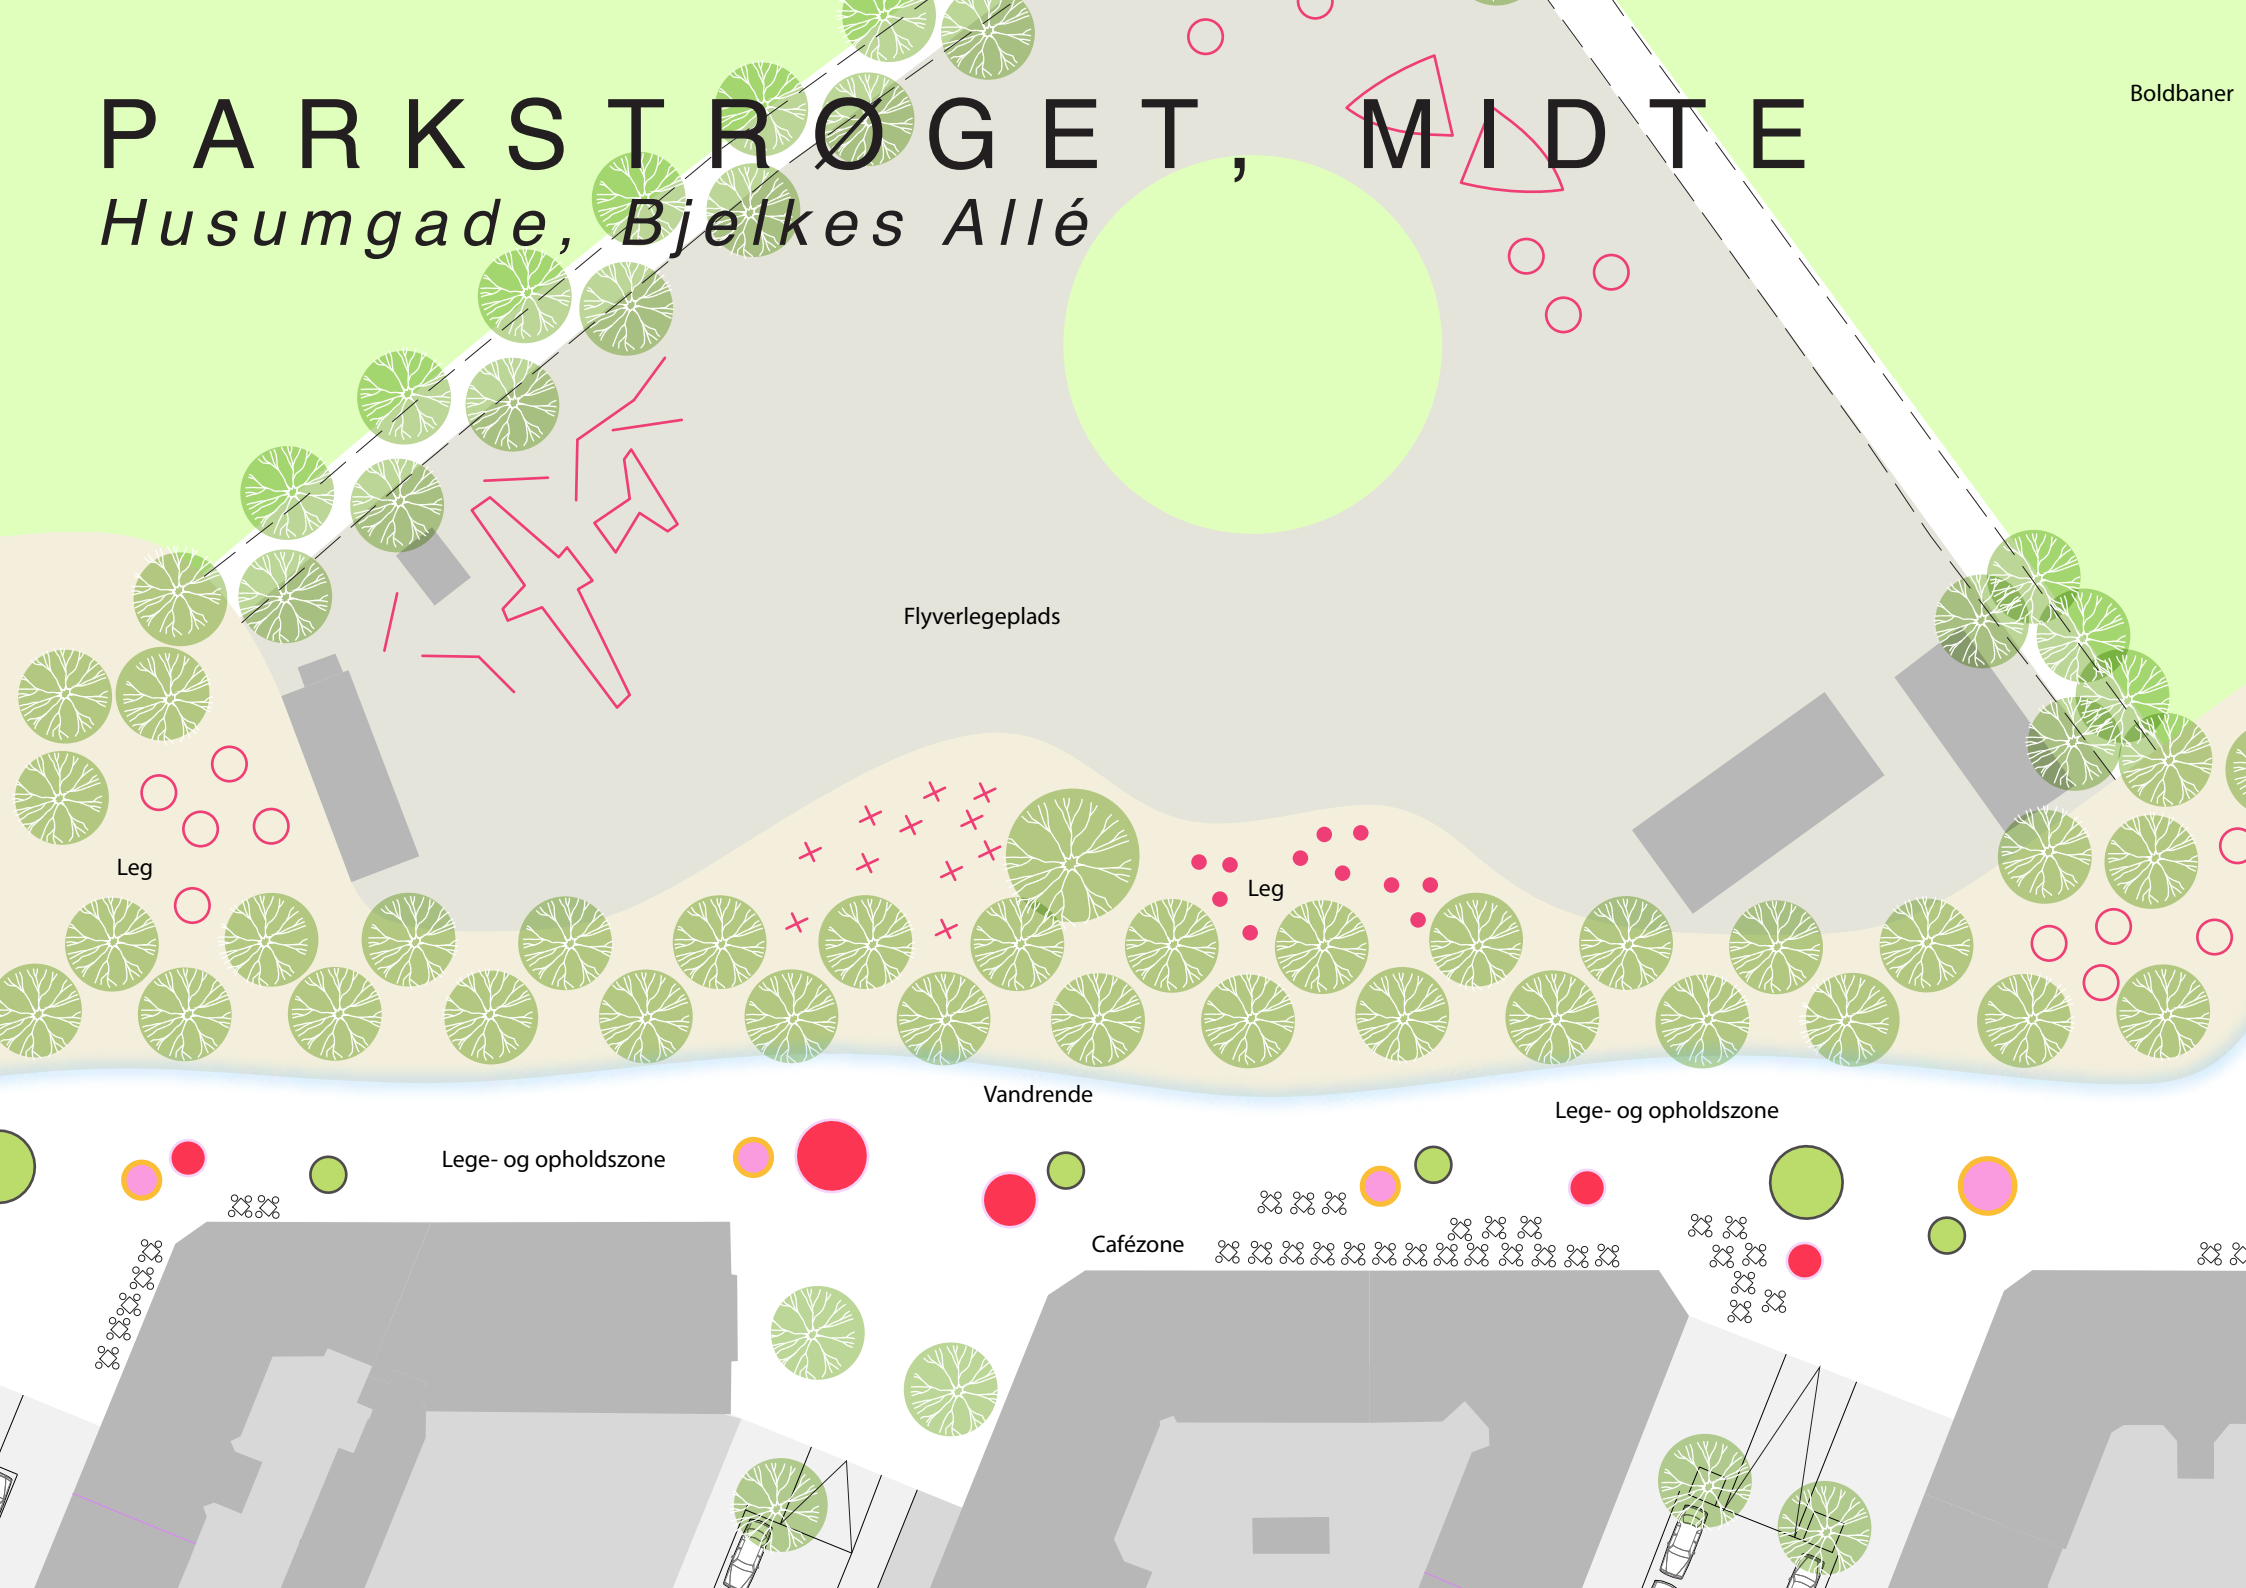 PARKSTRØGET, MIDTE
Husumgade, Bjelkes Allé
Boldbaner
Flyverlegeplads
Leg
Leg
Vandrende
Lege- og opholdszone
Lege- og opholdszone
Cafézone